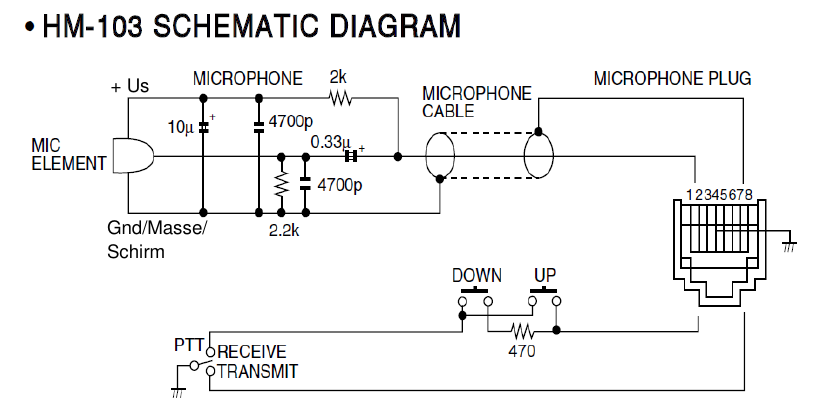 • HM-103 SCHEMATIC DIAGRAM
+ Us
MICROPHONE
2k
MICROPHONE
CABLE
MICROPHONE PLUG
10µ
+
4700p
0.33µ
+
MIC
ELEMENT
4700p
2.2k
Gnd/Masse/
Schirm
12345678
DOWN
UP
470
PTT
RECEIVE
TRANSMIT